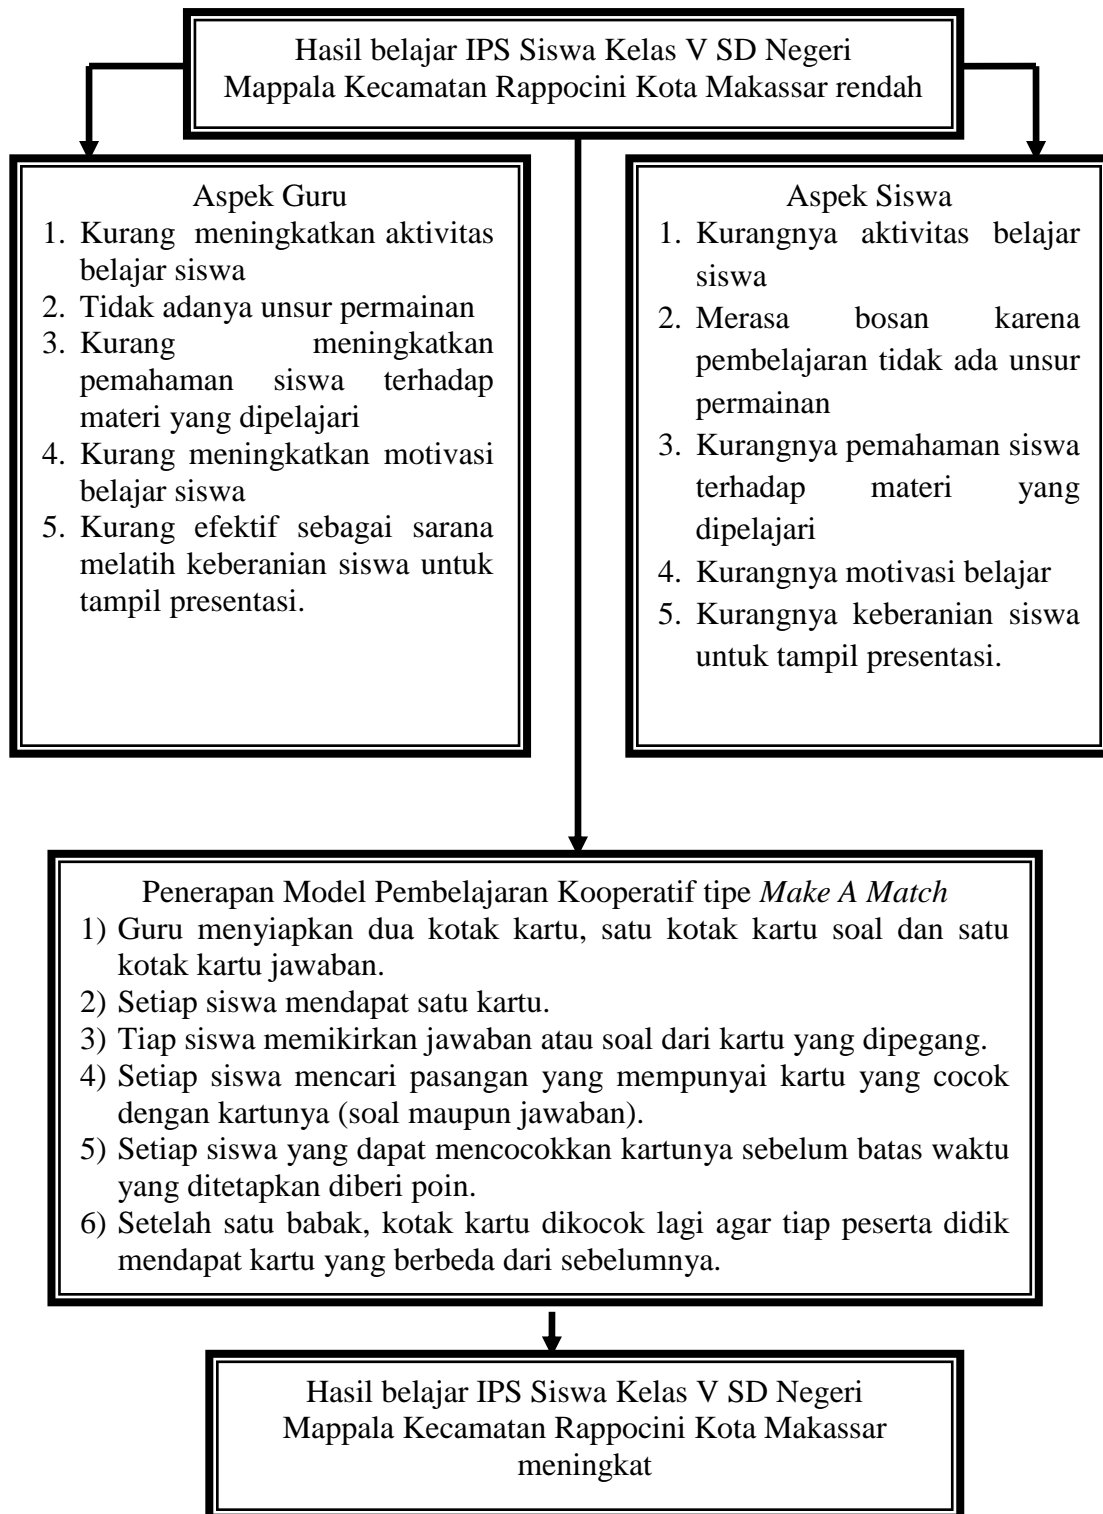 Hasil belajar IPS Siswa Kelas V SD Negeri
Mappala Kecamatan Rappocini Kota Makassar rendah
Aspek Guru
1. Kurang meningkatkan aktivitas
belajar siswa
2. Tidak adanya unsur permainan
3. Kurang meningkatkan
pemahaman siswa terhadap
materi yang dipelajari
4. Kurang meningkatkan motivasi
belajar siswa
5. Kurang efektif sebagai sarana
melatih keberanian siswa untuk
tampil presentasi.
Aspek Siswa
1. Kurangnya aktivitas belajar
siswa
2. Merasa bosan karena
pembelajaran tidak ada unsur
permainan
3. Kurangnya pemahaman siswa
terhadap materi yang
dipelajari
4. Kurangnya motivasi belajar
5. Kurangnya keberanian siswa
untuk tampil presentasi.
Penerapan Model Pembelajaran Kooperatif tipe Make A Match
1) Guru menyiapkan dua kotak kartu, satu kotak kartu soal dan satu
kotak kartu jawaban.
2) Setiap siswa mendapat satu kartu.
3) Tiap siswa memikirkan jawaban atau soal dari kartu yang dipegang.
4) Setiap siswa mencari pasangan yang mempunyai kartu yang cocok
dengan kartunya (soal maupun jawaban).
5) Setiap siswa yang dapat mencocokkan kartunya sebelum batas waktu
yang ditetapkan diberi poin.
6) Setelah satu babak, kotak kartu dikocok lagi agar tiap peserta didik
mendapat kartu yang berbeda dari sebelumnya.
Hasil belajar IPS Siswa Kelas V SD Negeri
Mappala Kecamatan Rappocini Kota Makassar
meningkat